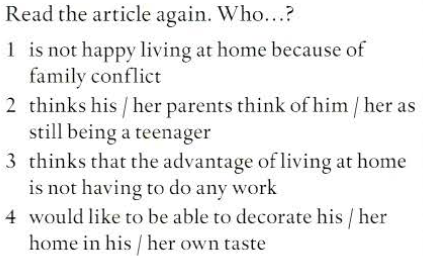 Read the article again. Who…?
1 is not happy living at home because of
family conflict
2 thinks his / her parents think of him / her as
still being a teenager
3 thinks that the advantage of living at home
is not having to do any work
4 would like to be able to decorate his / her
home in his / her own taste